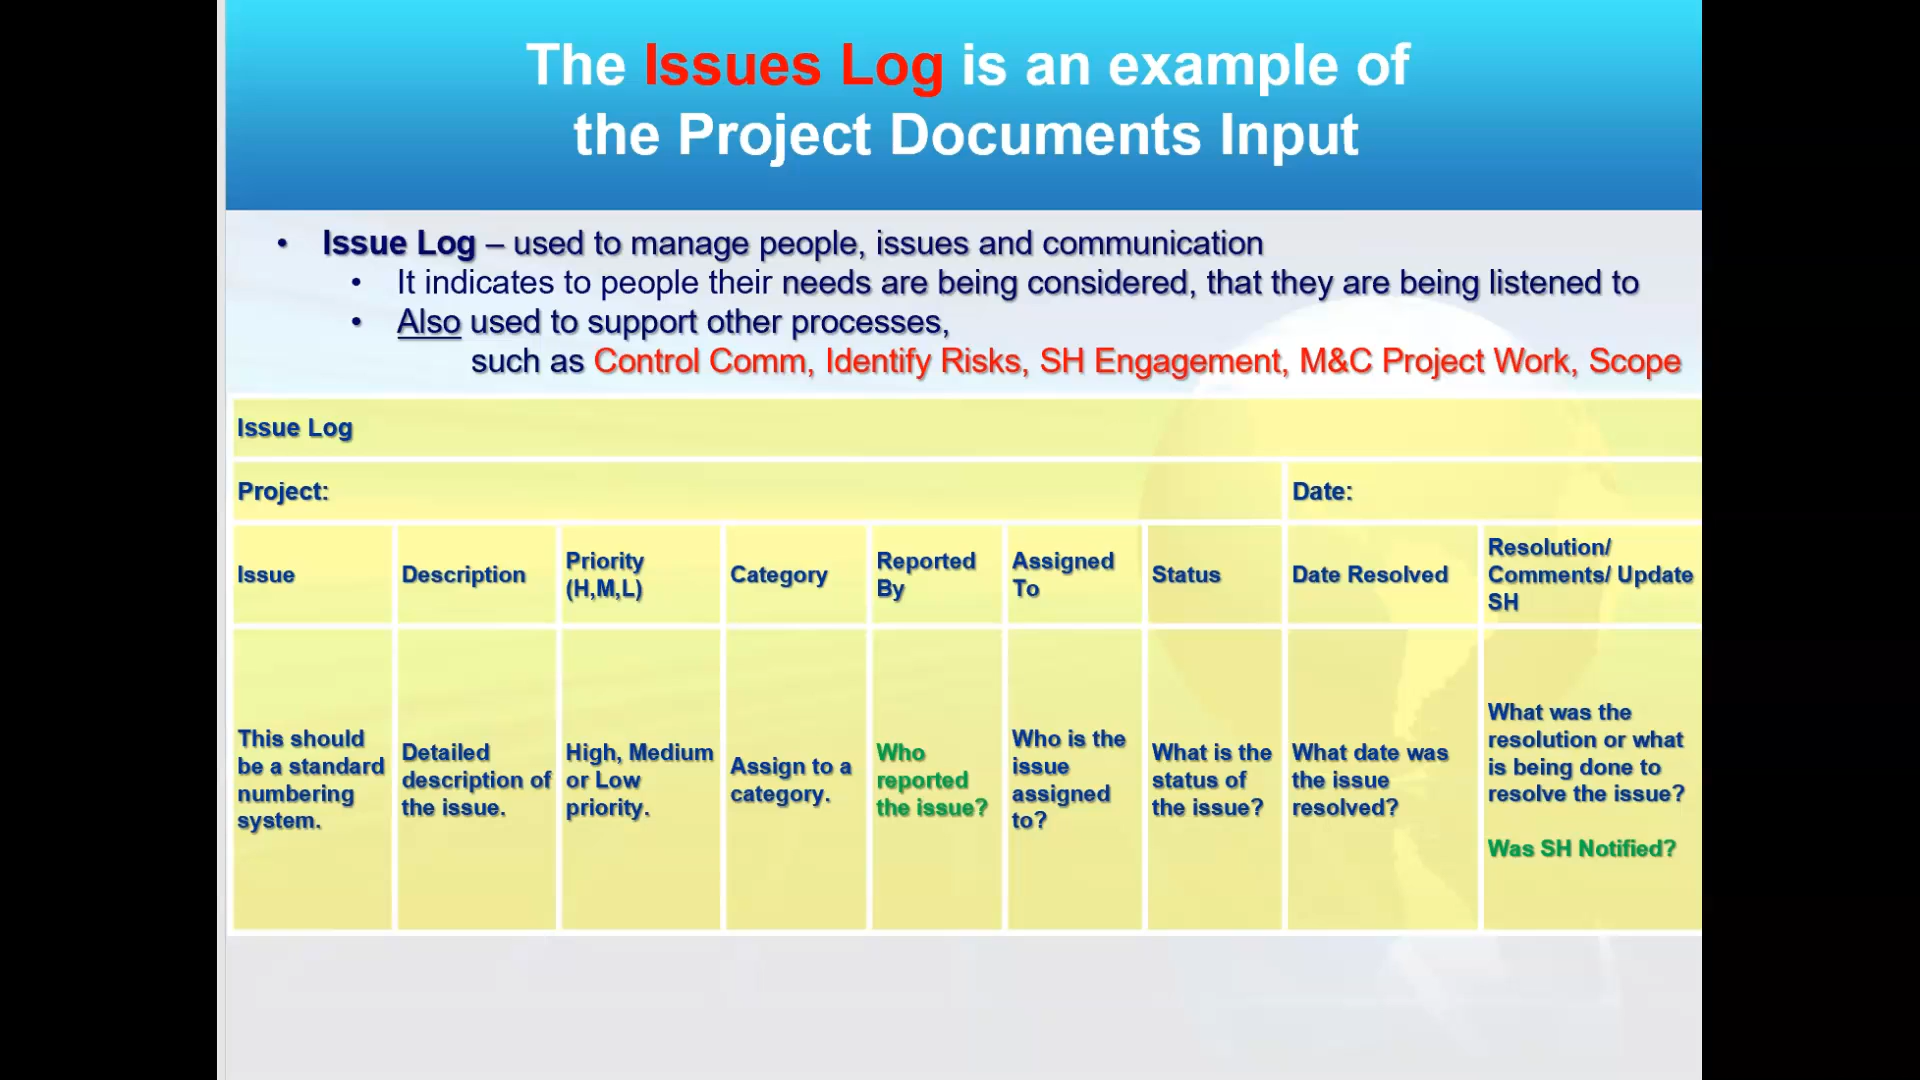 The Issues Log is an example of
the Project Documents Input
• Issue Log – used to manage people, issues and communication
• It indicates to people their needs are being considered, that they are being listened to
• Also used to support other processes,
such as Control Comm, Identify Risks, SH Engagement, M&C Project Work, Scope
Issue Log
Project:
Date:
Issue
Description
Priority
(H,M,L)
Category
Reported
By
Assigned
To
Status
Date Resolved
Resolution/
Comments/ Update
SH
This should
be a standard
numbering
system.
Detailed
description of
the issue.
High, Medium
or Low
priority.
Assign to a
category.
Who
reported
the issue?
Who is the
issue
assigned
to?
What is the
status of
the issue?
What date was
the issue
resolved?
What was the
resolution or what
is being done to
resolve the issue?
Was SH Notified?